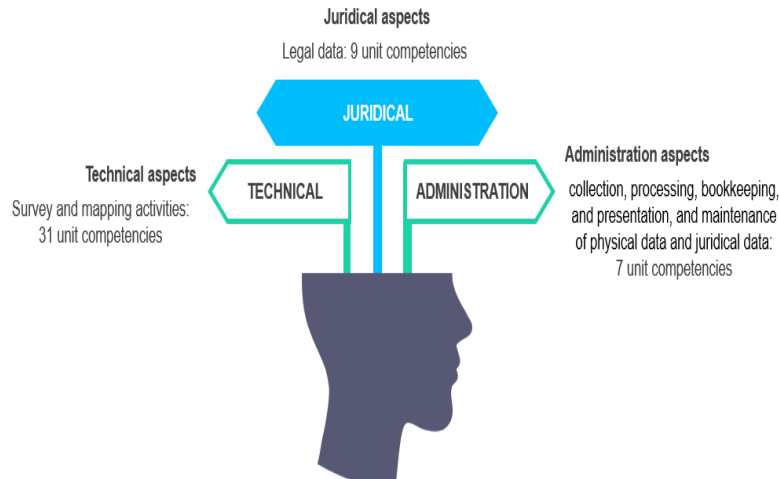 Juridical aspects
Legal data: 9 unit competencies
JURIDICAL
Technical aspects
Survey and mapping activities:
31 unit competencies
TECHNICAL
ADMINISTRATION
Administration aspects
collection, processing, bookkeeping,
and presentation, and maintenance
of physical data and juridical data:
7 unit competencies